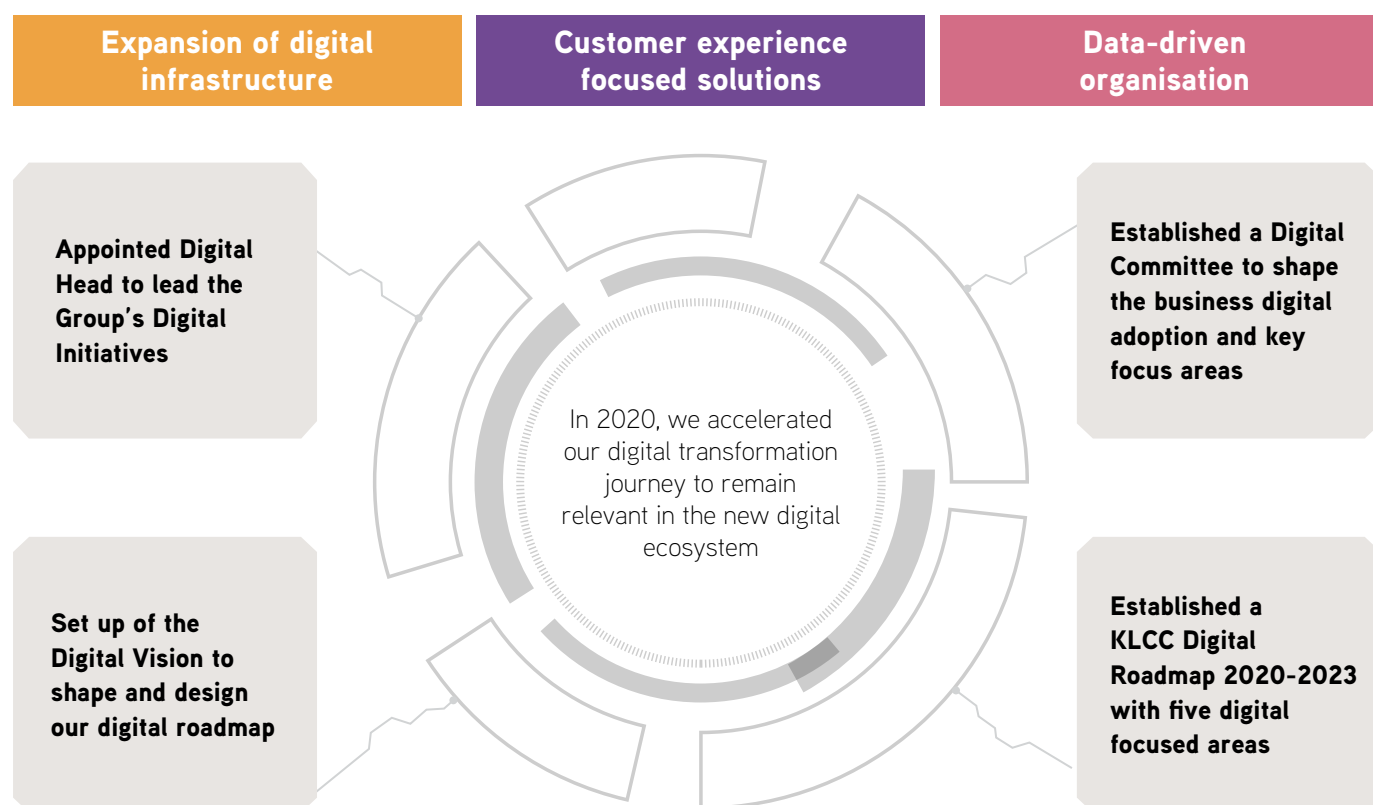 Expansion of digital
infrastructure
Customer experience
focused solutions
Data-driven
organisation
Appointed Digital
Head to lead the
Group's Digital
Initiatives
Established a Digital
Committee to shape
the business digital
adoption and key
focus areas
In 2020, we accelerated
our digital transformation
journey to remain
relevant in the new digital
ecosystem
Set up of the
Digital Vision to
shape and design
our digital roadmap
Established a
KLCC Digital
Roadmap 2020-2023
with five digital
focused areas